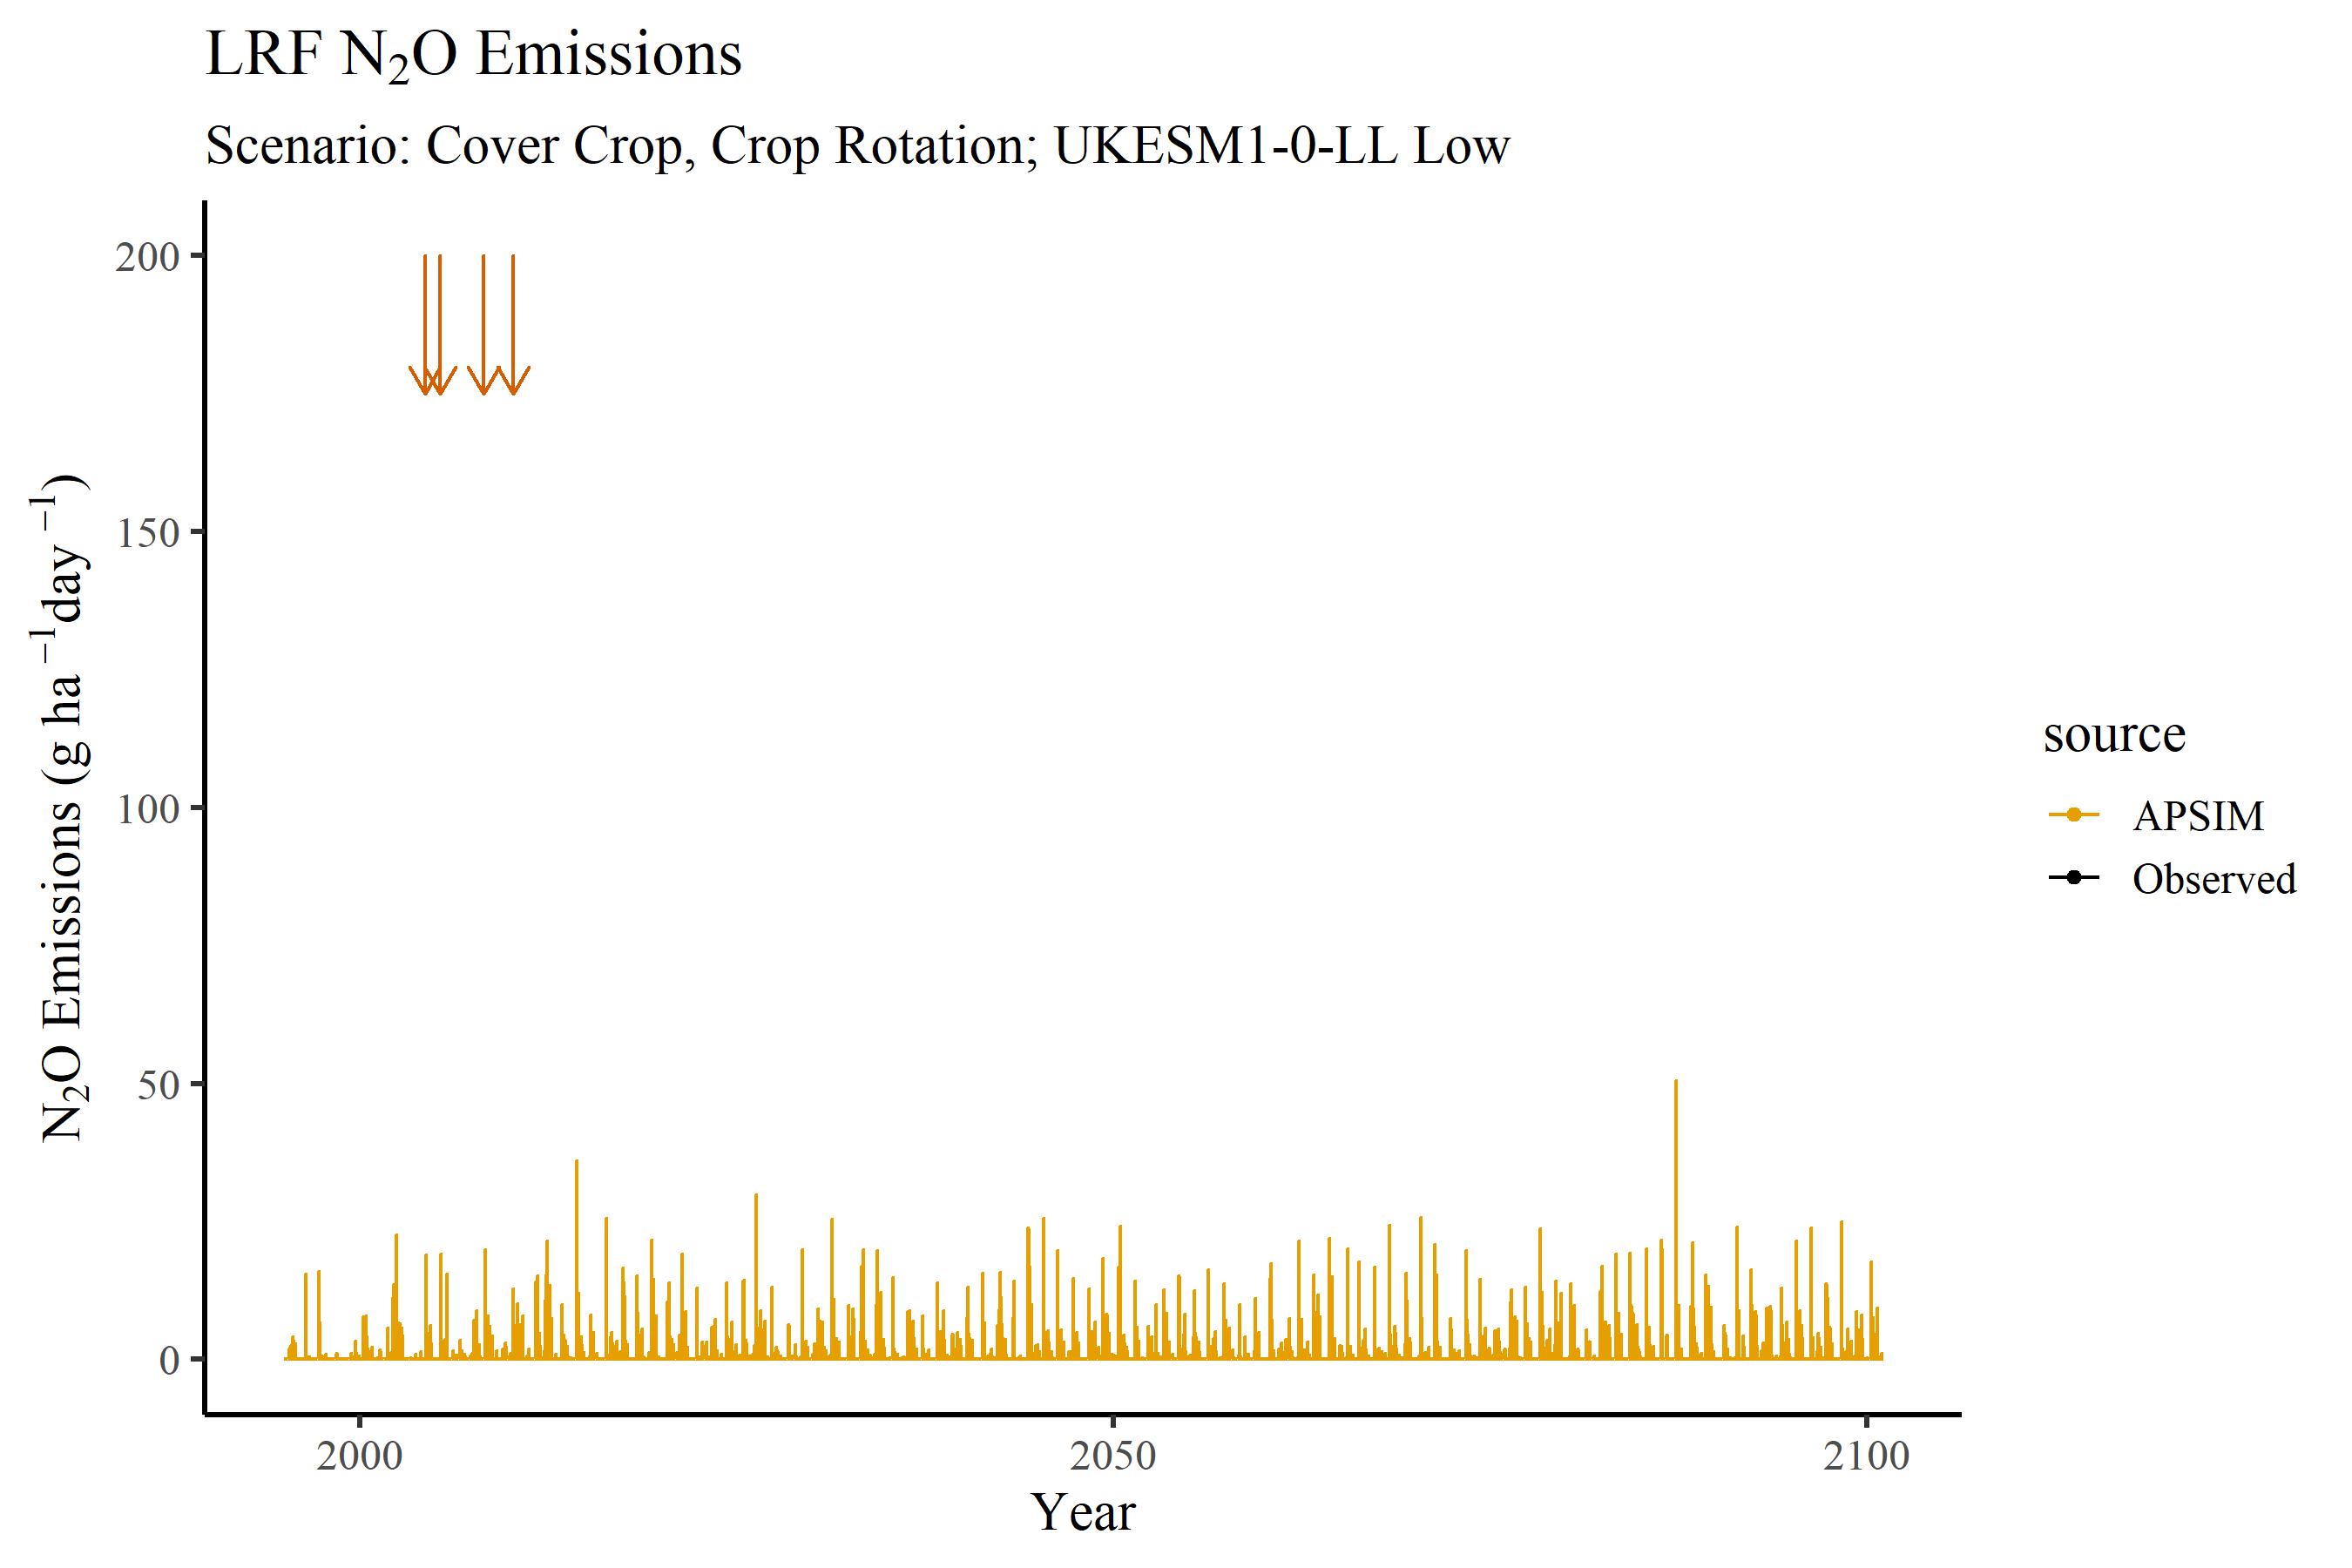 LRF N₂O Emissions
Scenario: Cover Crop, Crop Rotation; UKESM1-0-LL Low
N₂O Emissions (g ha ⁻¹day ⁻¹)
200
150
100
50
0
2000
2050
2100
Year
source
APSIM
Observed